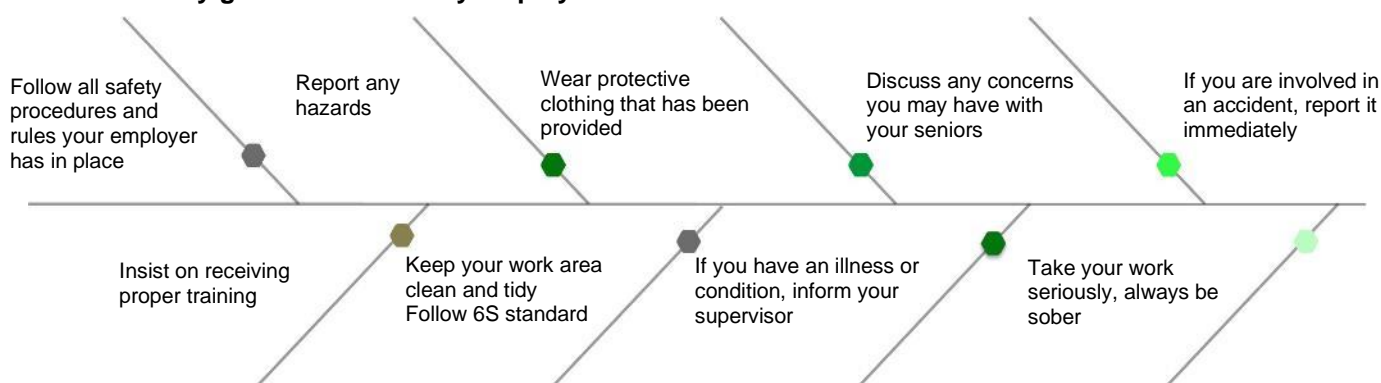 Follow all safety
procedures and
rules your employer
has in place
Report any
hazards
Wear protective
clothing that has been
provided
Discuss any concerns
you may have with
your seniors
If you are involved in
an accident, report it
immediately
Insist on receiving
proper training
Keep your work area
clean and tidy
Follow 6S standard
If you have an illness or
condition, inform your
supervisor
Take your work
seriously, always be
sober